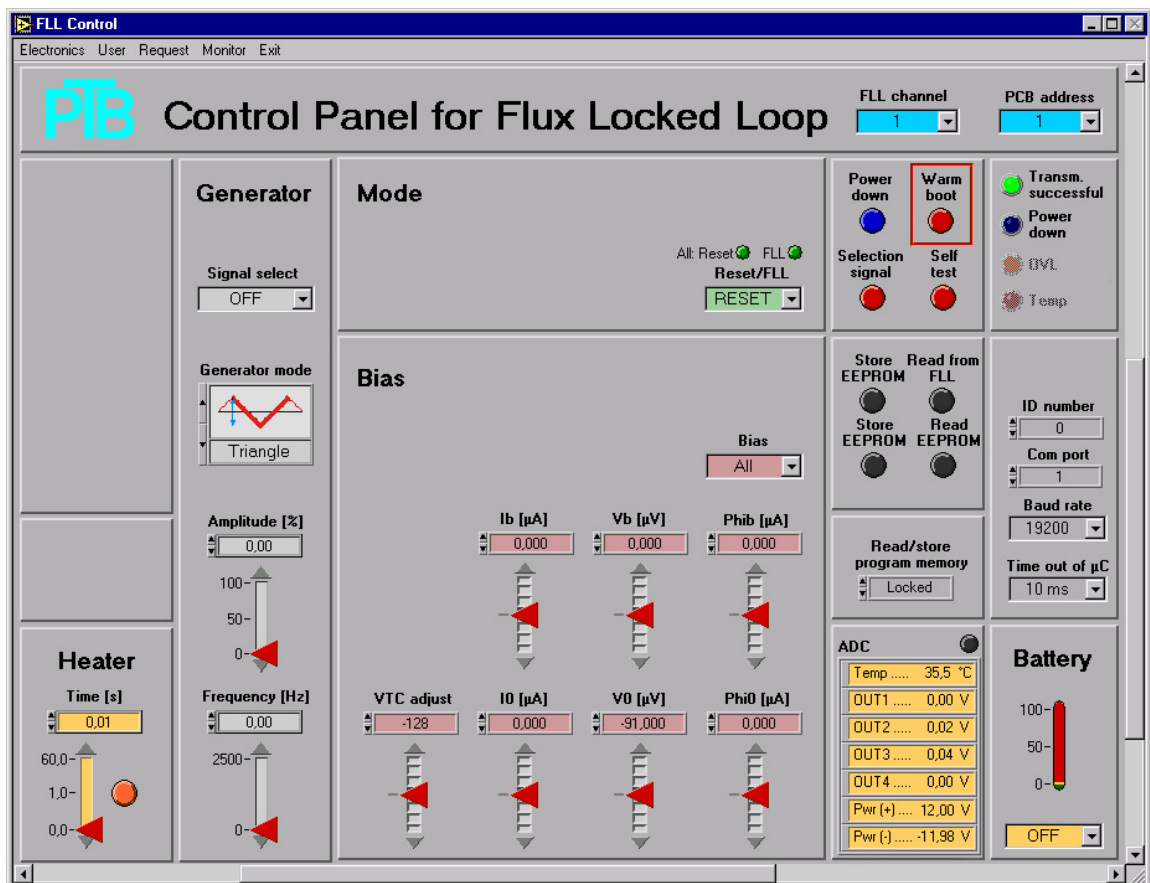 FLL Control
Electronics User Request Monitor Exit
PTB
Control Panel for Flux Locked Loop
FLL channel
1
PCB address
1
Generator
Signal select
OFF
Generator mode
Triangle
Amplitude [%]
0,00
100
50
0
Frequency [Hz]
0,00
2500
0
Heater
Time [s]
0,01
60,0
1,0
0,0
Mode
All: Reset FLL
Reset/FLL
RESET
Bias
Bias
All
Ib [µA]
0,000
Vb [µV]
0,000
Phib [µA]
0,000
VTC adjust
-128
I0 [µA]
0,000
V0 [µV]
-91,000
Phi0 [µA]
0,000
Power
down
Warm
boot
Selection
signal
Self
test
Transm.
successful
Power
down
OVL
Temp
Store
EEPROM
Read from
FLL
Store
EEPROM
Read
EEPROM
Read/store
program memory
Locked
ID number
0
Com port
1
Baud rate
19200
Time out of µC
10 ms
ADC
Temp ..... 35,5 °C
OUT1 ..... 0,00 V
OUT2 ..... 0,02 V
OUT3 ..... 0,04 V
OUT4 ..... 0,00 V
Pwr (+) .... 12,00 V
Pwr (-) ..... -11,98 V
Battery
100
50
0
OFF